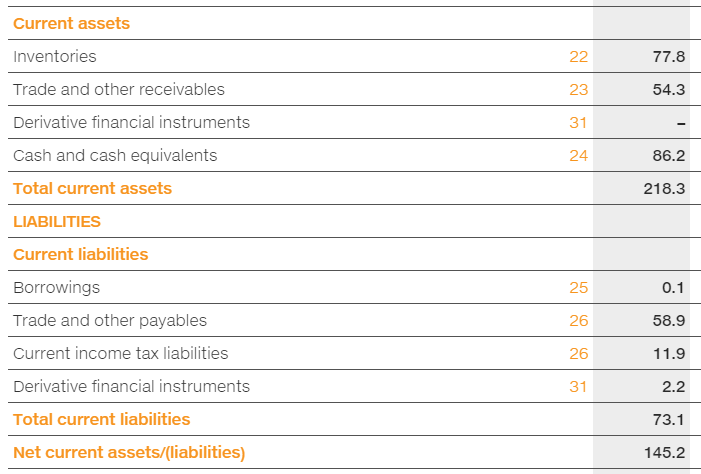 Current assets
Inventories 22 77.8
Trade and other receivables 23 54.3
Derivative financial instruments 31 –
Cash and cash equivalents 24 86.2
Total current assets 218.3
LIABILITIES
Current liabilities
Borrowings 25 0.1
Trade and other payables 26 58.9
Current income tax liabilities 26 11.9
Derivative financial instruments 31 2.2
Total current liabilities 73.1
Net current assets/(liabilities) 145.2